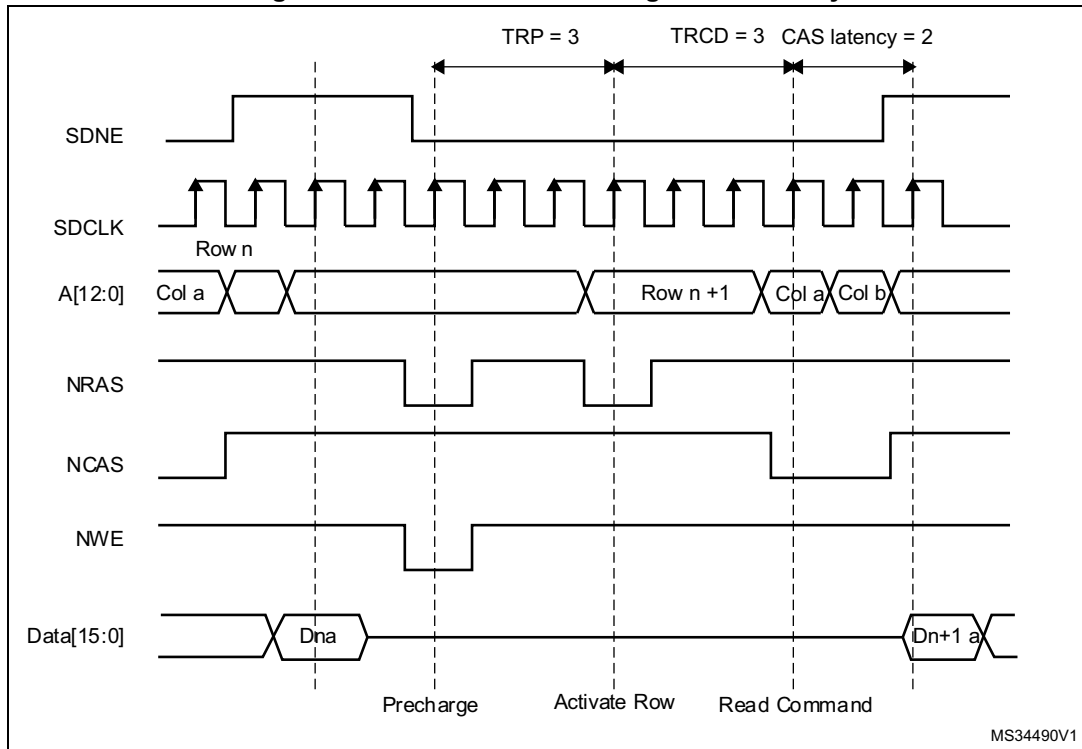 TRP = 3 TRCD = 3 CAS latency = 2
SDNE
SDCLK
Row n
A[12:0] Col a Row n +1 Col a Col b
NRAS
NCAS
NWE
Data[15:0] Dna Dn+1 a
Precharge Activate Row Read Command
MS34490V1